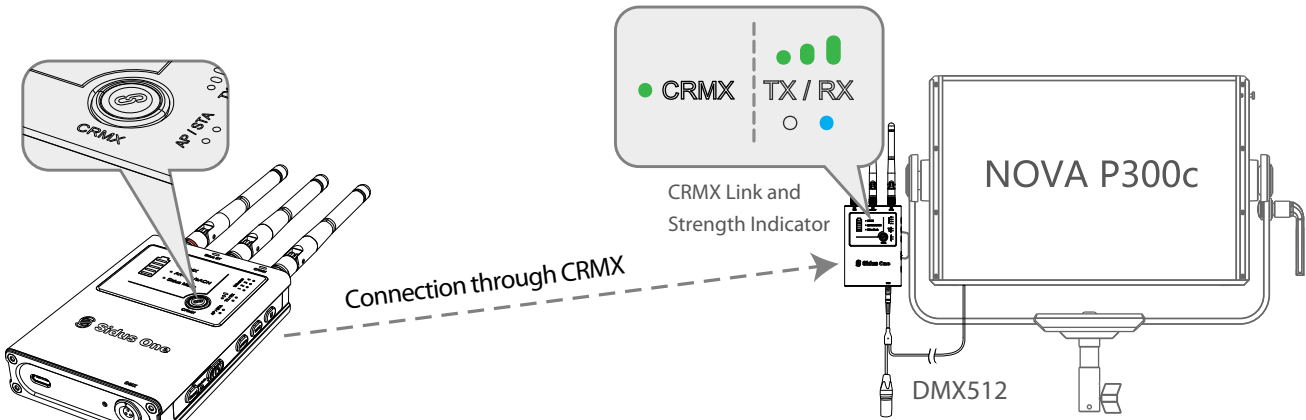 CRMX
AP / STA
Sidus One
Connection through CRMX
CRMX
TX / RX
CRMX Link and
Strength Indicator
Sidus One
NOVA P300c
DMX512